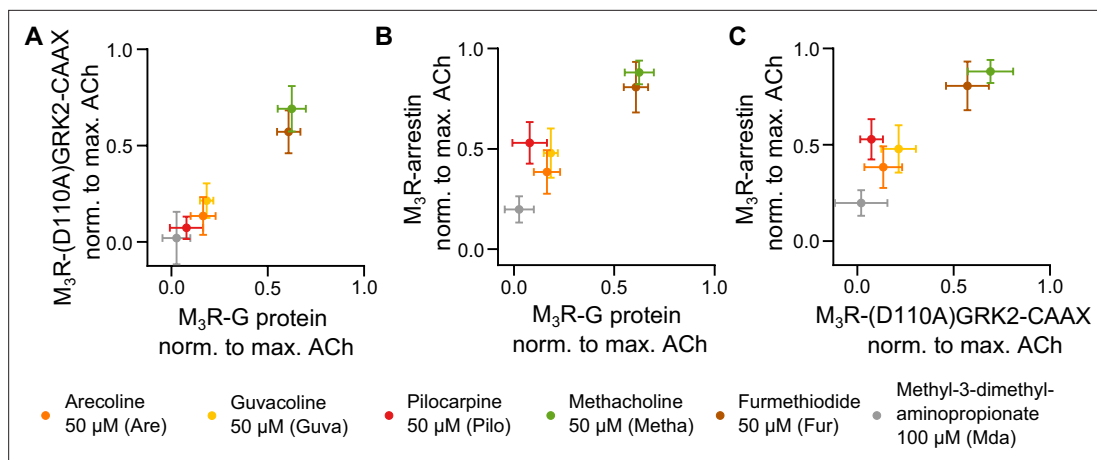 A
M₃R-(D110A)GRK2-CAAX
norm. to max. ACh
1.0
0.5
0.0
0.0 0.5 1.0
M₃R-G protein
norm. to max. ACh
B
M₃R-arrestin
norm. to max. ACh
1.0
0.5
0.0
0.0 0.5 1.0
M₃R-G protein
norm. to max. ACh
C
M₃R-arrestin
norm. to max. ACh
1.0
0.5
0.0
0.0 0.5 1.0
M₃R-(D110A)GRK2-CAAX
norm. to max. ACh
Arecoline
50 µM (Are)
Guvacoline
50 µM (Guva)
Pilocarpine
50 µM (Pilo)
Methacholine
50 µM (Metha)
Furmethiodide
50 µM (Fur)
Methyl-3-dimethyl-
aminopropionate
100 µM (Mda)